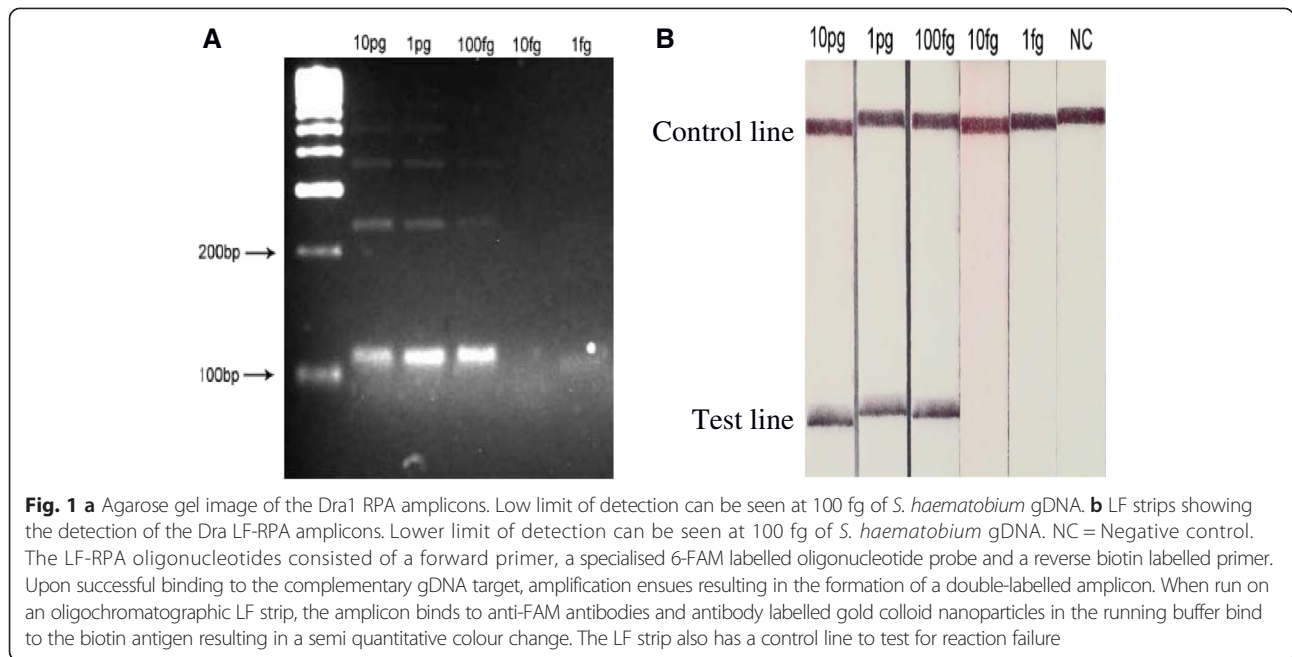 A
10pg 1pg 100fg 10fg 1fg
200bp
100bp
B
10pg 1pg 100fg 10fg 1fg NC
Control line
Test line
Fig. 1 a Agarose gel image of the Dra1 RPA amplicons. Low limit of detection can be seen at 100 fg of S. haematobium gDNA. b LF strips showing
the detection of the Dra LF-RPA amplicons. Lower limit of detection can be seen at 100 fg of S. haematobium gDNA. NC = Negative control.
The LF-RPA oligonucleotides consisted of a forward primer, a specialised 6-FAM labelled oligonucleotide probe and a reverse biotin labelled primer.
Upon successful binding to the complementary gDNA target, amplification ensues resulting in the formation of a double-labelled amplicon. When run on
an oligochromatographic LF strip, the amplicon binds to anti-FAM antibodies and antibody labelled gold colloid nanoparticles in the running buffer bind
to the biotin antigen resulting in a semi quantitative colour change. The LF strip also has a control line to test for reaction failure